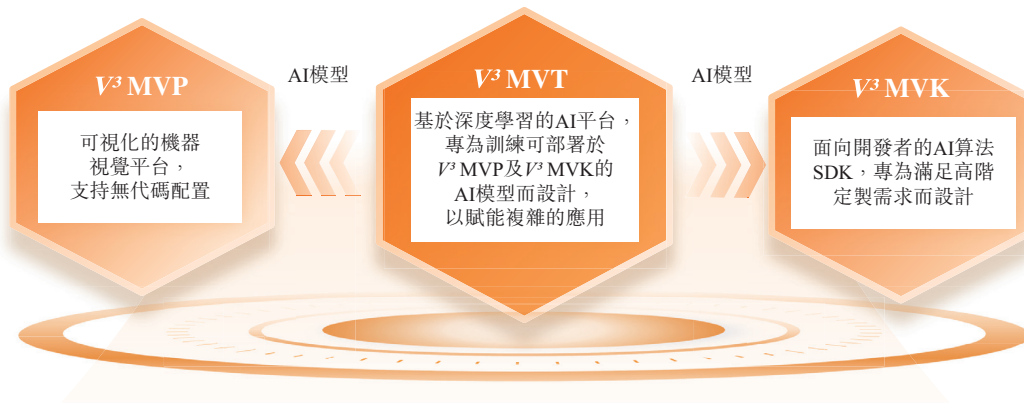 V³ MVP
可視化的機器
視覺平台，
支持無代碼配置
AI模型
V³ MVT
基於深度學習的AI平台，
專為訓練可部署於
V³ MVP及V³ MVK的
AI模型而設計，
以賦能複雜的應用
AI模型
V³ MVK
面向開發者的AI算法
SDK，專為滿足高階
定製需求而設計